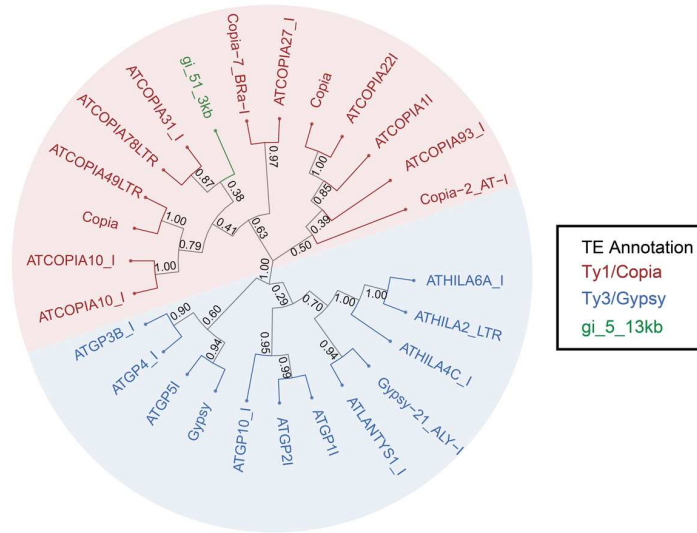 Copia-7_BRa-I
ATCOPIA27_I
Copia
ATCOPIA22I
ATCOPIA1I
ATCOPIA93_I
Copia-2_AT-I
gi_51_3kb
ATCOPIA31_I
ATCOPIA78LTR
ATCOPIA49LTR
Copia
ATCOPIA10_I
ATCOPIA10_I
0.97
1.00
0.85
0.39
0.50
0.87
0.38
1.00
0.41
0.63
0.79
1.00
1.00
ATHILA6A_I
ATHILA2_LTR
ATHILA4C_I
Gypsy-21_ALY-I
ATLANTYS1_I
ATGP1I
ATGP2I
ATGP10_I
Gypsy
ATGP5I
ATGP4_I
ATGP3B_I
0.29
0.70
1.00
1.00
0.94
0.95
0.99
0.60
0.90
0.94
TE Annotation
Ty1/Copia
Ty3/Gypsy
gi_5_13kb